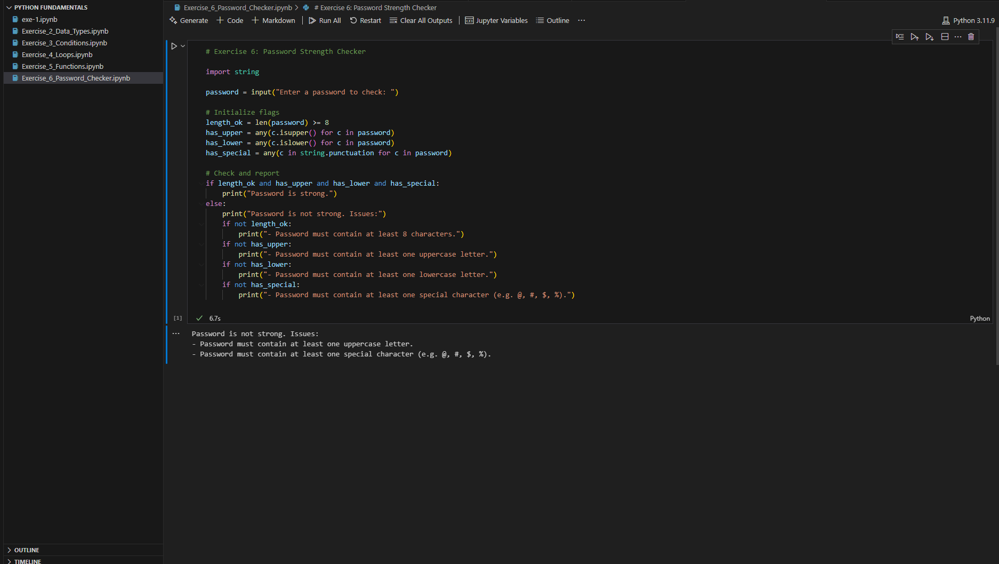 PYTHON FUNDAMENTALS
exe-1.ipynb
Exercise_2_Data_Types.ipynb
Exercise_3_Conditions.ipynb
Exercise_4_Loops.ipynb
Exercise_5_Functions.ipynb
Exercise_6_Password_Checker.ipynb
OUTLINE
TIMELINE
Exercise_6_Password_Checker.ipynb > # Exercise 6: Password Strength Checker
Generate + Code + Markdown | Run All Restart Clear All Outputs | Jupyter Variables Outline ...
Python 3.11.9
# Exercise 6: Password Strength Checker
import string
password = input("Enter a password to check: ")
# Initialize flags
length_ok = len(password) >= 8
has_upper = any(c.isupper() for c in password)
has_lower = any(c.islower() for c in password)
has_special = any(c in string.punctuation for c in password)
# Check and report
if length_ok and has_upper and has_lower and has_special:
    print("Password is strong.")
else:
    print("Password is not strong. Issues:")
    if not length_ok:
        print("- Password must contain at least 8 characters.")
    if not has_upper:
        print("- Password must contain at least one uppercase letter.")
    if not has_lower:
        print("- Password must contain at least one lowercase letter.")
    if not has_special:
        print("- Password must contain at least one special character (e.g. @, #, $, %).")
[1] ✓ 6.7s
Python
... Password is not strong. Issues:
- Password must contain at least one uppercase letter.
- Password must contain at least one special character (e.g. @, #, $, %).